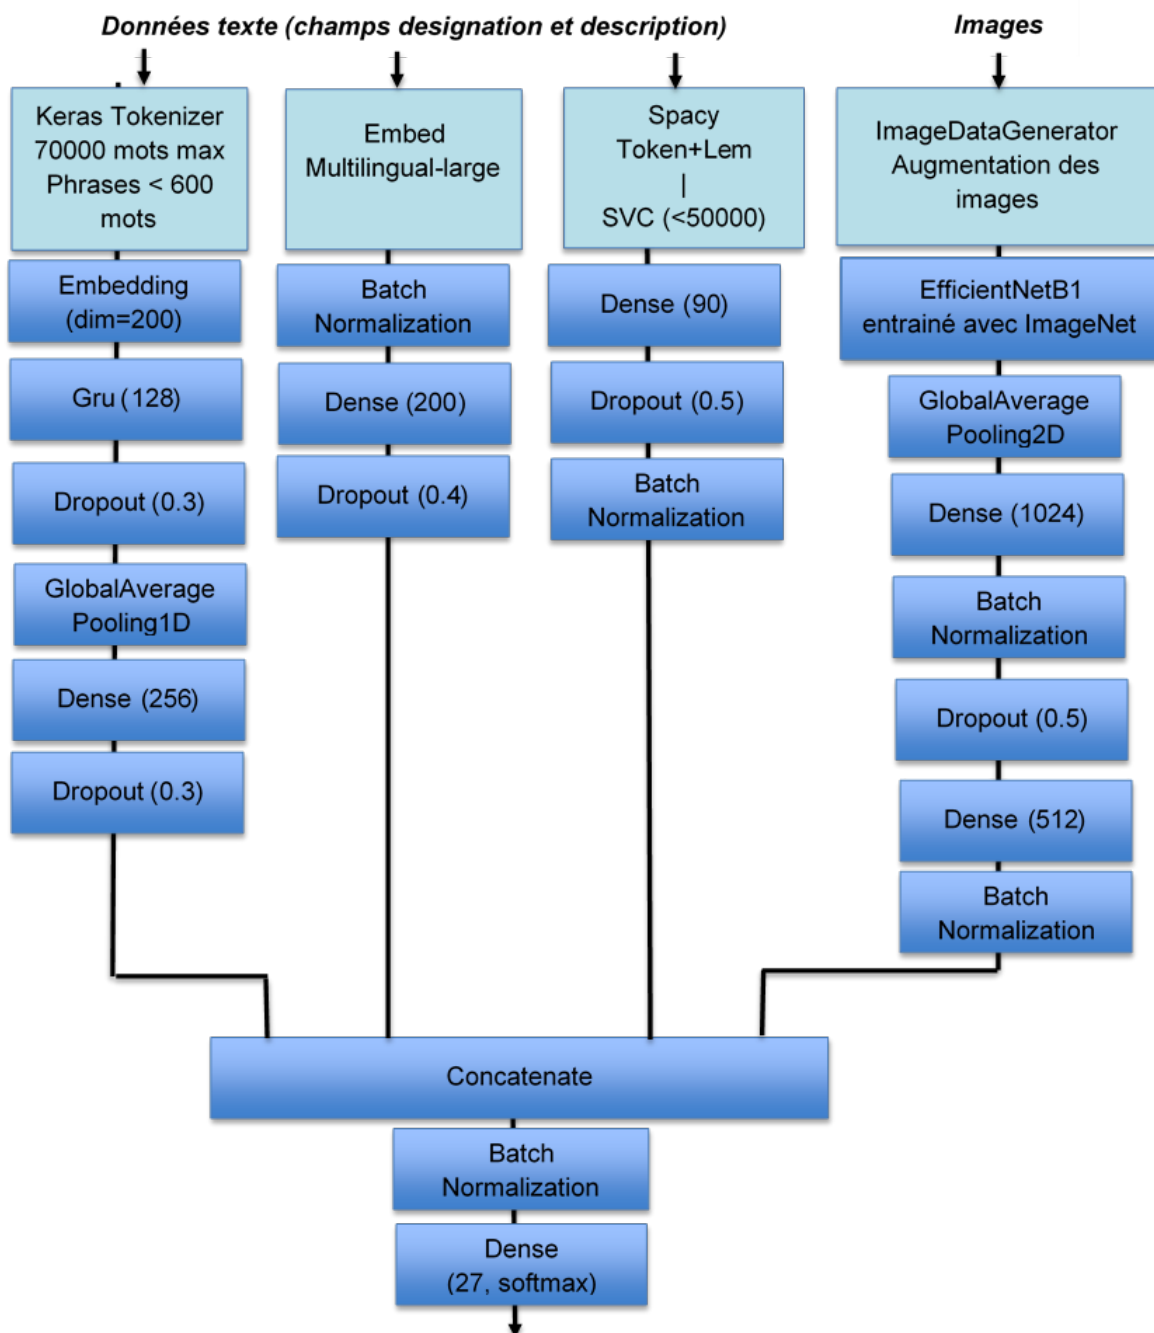 Données texte (champs designation et description)
Images
Keras Tokenizer
70000 mots max
Phrases < 600
mots
Embedding
(dim=200)
Gru (128)
Dropout (0.3)
GlobalAverage
Pooling1D
Dense (256)
Dropout (0.3)
Embed
Multilingual-large
Batch
Normalization
Dense (200)
Dropout (0.4)
Spacy
Token+Lem
|
SVC (<50000)
Dense (90)
Dropout (0.5)
Batch
Normalization
ImageDataGenerator
Augmentation des
images
EfficientNetB1
entrainé avec ImageNet
GlobalAverage
Pooling2D
Dense (1024)
Batch
Normalization
Dropout (0.5)
Dense (512)
Batch
Normalization
Concatenate
Batch
Normalization
Dense
(27, softmax)